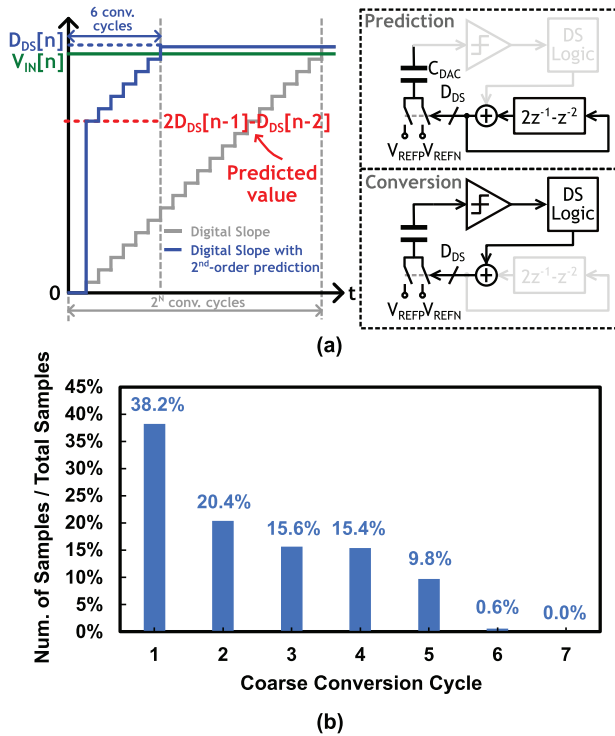 6 conv.
cycles
D_DS[n]
V_IN[n]
2D_DS[n-1]-D_DS[n-2]
Predicted
value
Digital Slope
Digital Slope with
2nd-order prediction
0
t
2^N conv. cycles
Prediction
DS
Logic
C_DAC
D_DS
+
2z^-1-z^-2
V_REFP V_REFN
Conversion
DS
Logic
D_DS
+
2z^-1-z^-2
V_REFP V_REFN
(a)
Num. of Samples / Total Samples
45%
40%
35%
30%
25%
20%
15%
10%
5%
0%
38.2%
20.4%
15.6%
15.4%
9.8%
0.6%
0.0%
1 2 3 4 5 6 7
Coarse Conversion Cycle
(b)